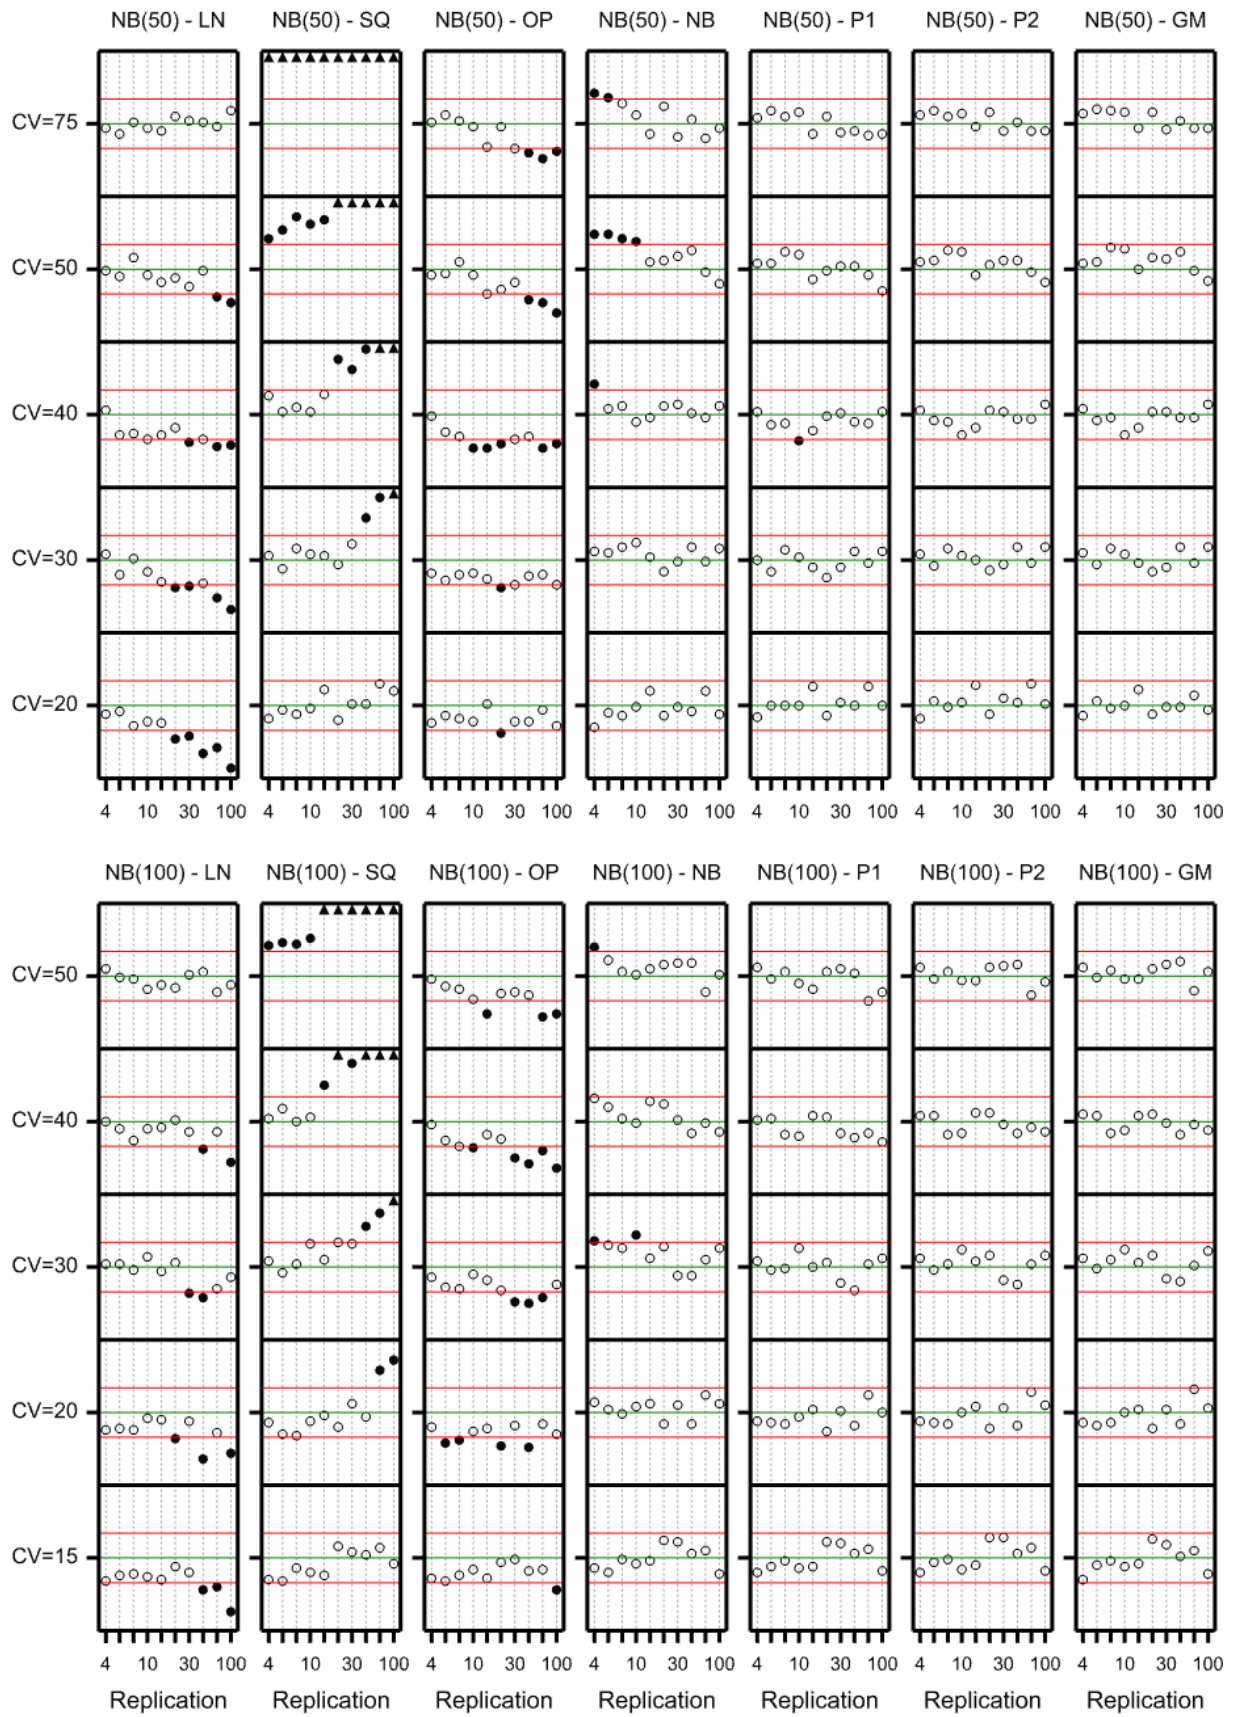 NB(50) - LN NB(50) - SQ NB(50) - OP NB(50) - NB NB(50) - P1 NB(50) - P2 NB(50) - GM
CV=75
CV=50
CV=40
CV=30
CV=20
4 10 30 100 4 10 30 100 4 10 30 100 4 10 30 100 4 10 30 100 4 10 30 100 4 10 30 100
NB(100) - LN NB(100) - SQ NB(100) - OP NB(100) - NB NB(100) - P1 NB(100) - P2 NB(100) - GM
CV=50
CV=40
CV=30
CV=20
CV=15
4 10 30 100 4 10 30 100 4 10 30 100 4 10 30 100 4 10 30 100 4 10 30 100 4 10 30 100
Replication Replication Replication Replication Replication Replication Replication